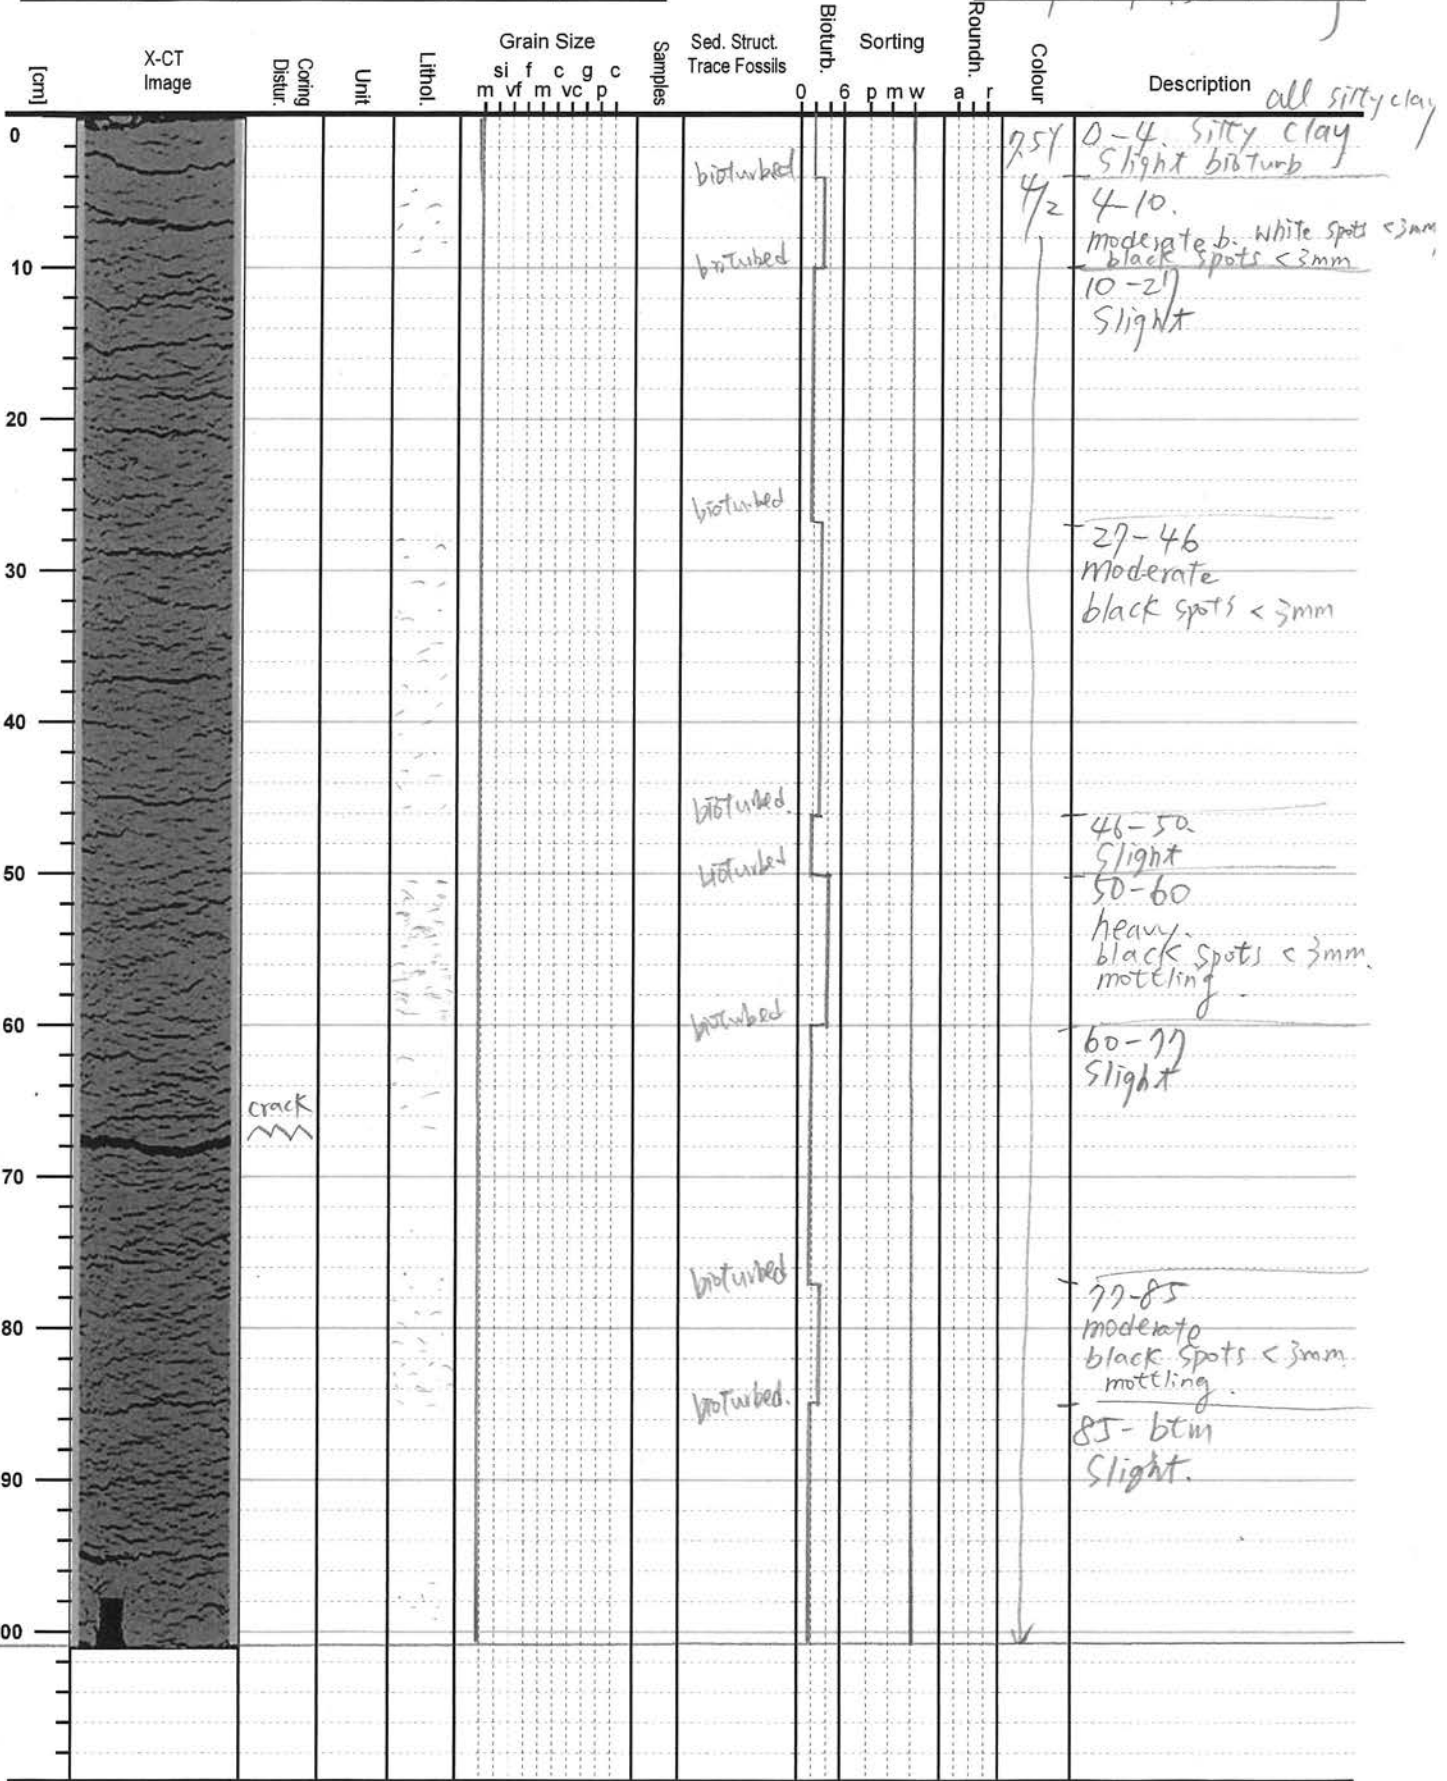 [cm]
X-CT
Image
Coring
Distur.
Unit
Lithol.
Grain Size
si f c g c
m vf m vc p
Samples
Sed. Struct.
Trace Fossils
Bioturb.
0 6
Sorting
p m w
Roundn.
a r
Colour
Description
all silty clay
0
7.5Y
4/2
0-4. Silty clay
Slight bioturb
bioturbed
4-10.
moderate b. White spots <3mm
black spots <3mm
10
bioturbed
10-27
Slight
20
bioturbed
27-46
moderate
black spots <3mm
30
40
bioturbed
46-50.
Slight
50
bioturbed
50-60
heavy.
black spots <3mm.
mottling.
60
bioturbed
60-77
Slight
crack
70
bioturbed
77-85
moderate
black spots <3mm
mottling.
80
bioturbed.
85-btm
Slight.
90
00